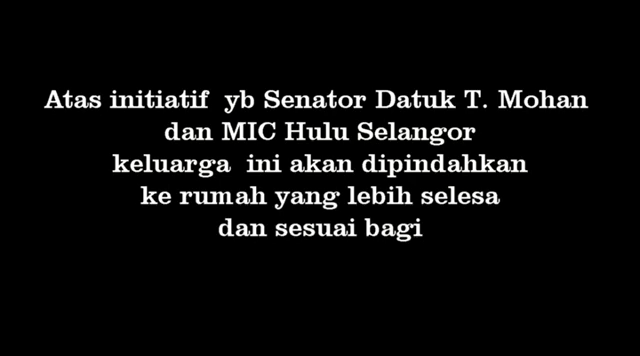 Atas initiatif yb Senator Datuk T. Mohan
dan MIC Hulu Selangor
keluarga ini akan dipindahkan
ke rumah yang lebih selesa
dan sesuai bagi